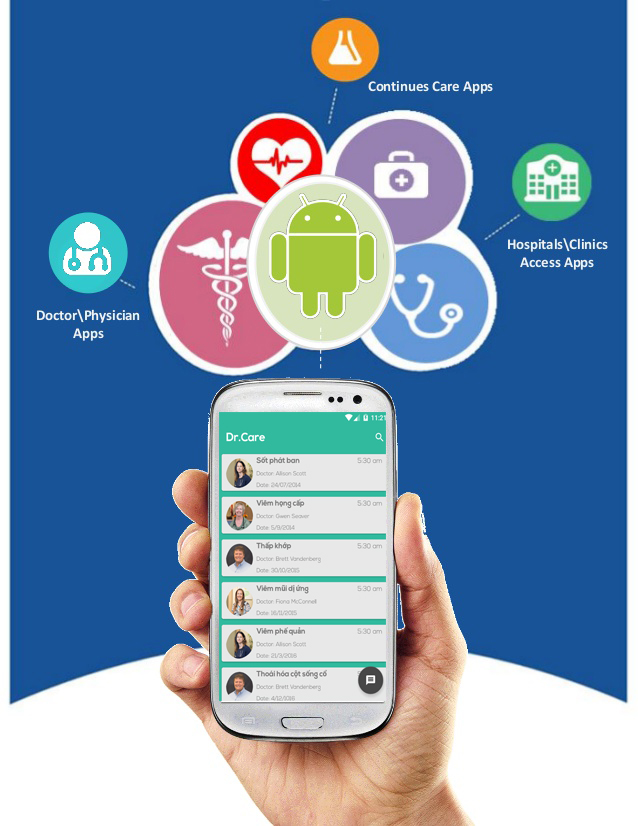 Continues Care Apps
Hospitals\Clinics
Access Apps
Doctor\Physician
Apps
11:21
Dr.Care
Sốt phát ban 5:30 am
Doctor: Allison Scott
Date: 24/07/2014
Viêm họng cấp 5:30 am
Doctor: Gwen Seaver
Date: 5/9/2014
Thấp khớp 5:30 am
Doctor: Brett Vandenberg
Date: 30/10/2015
Viêm mũi dị ứng 5:30 am
Doctor: Fiona McConnell
Date: 16/11/2015
Viêm phế quản 5:30 am
Doctor: Allison Scott
Date: 21/3/2016
Thoái hóa cột sống cổ
Doctor: Brett Vandenberg
Date: 4/12/2016